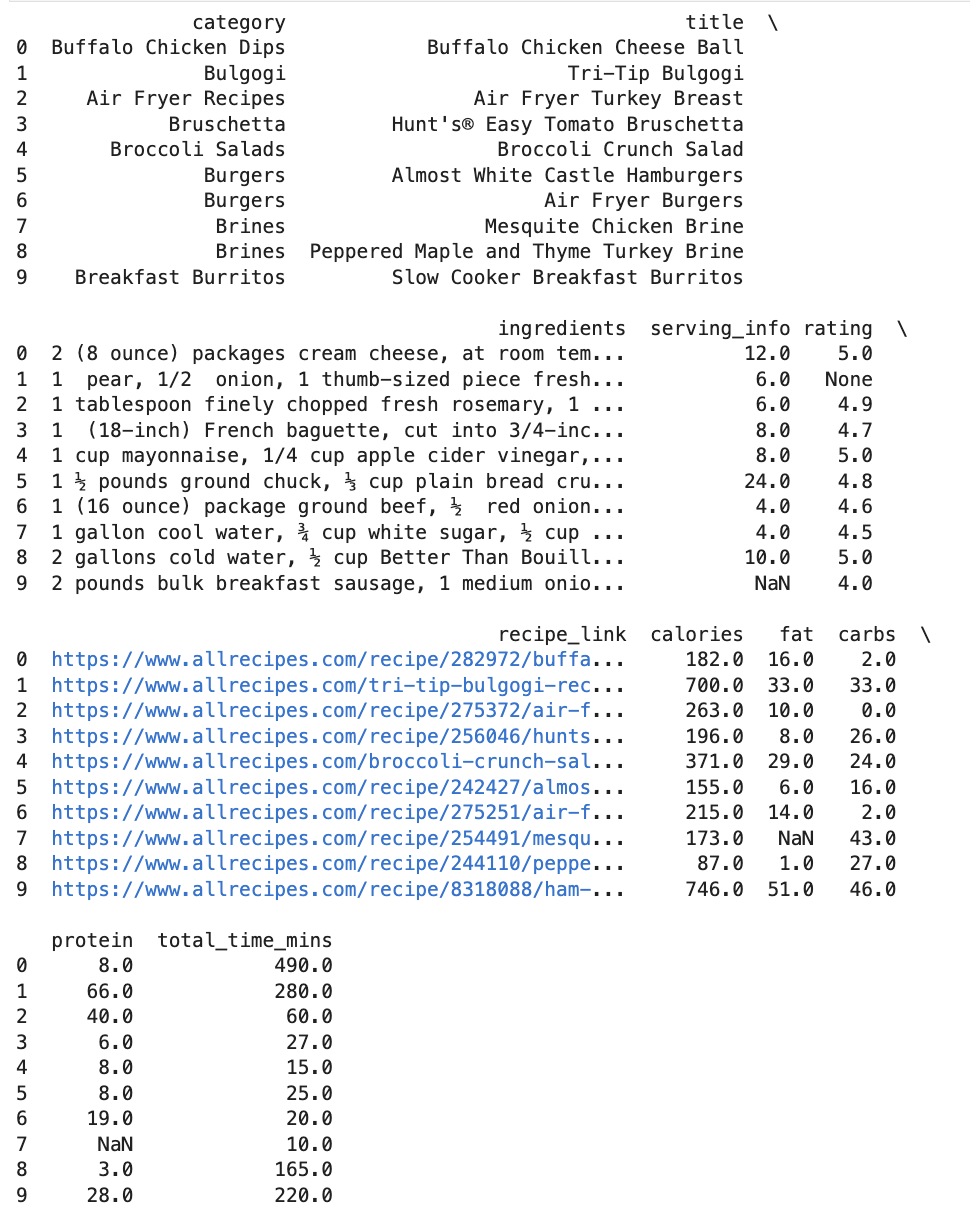 category title \
0 Buffalo Chicken Dips Buffalo Chicken Cheese Ball
1 Bulgogi Tri-Tip Bulgogi
2 Air Fryer Recipes Air Fryer Turkey Breast
3 Bruschetta Hunt's® Easy Tomato Bruschetta
4 Broccoli Salads Broccoli Crunch Salad
5 Burgers Almost White Castle Hamburgers
6 Burgers Air Fryer Burgers
7 Brines Mesquite Chicken Brine
8 Brines Peppered Maple and Thyme Turkey Brine
9 Breakfast Burritos Slow Cooker Breakfast Burritos
ingredients serving_info rating \
0 2 (8 ounce) packages cream cheese, at room tem... 12.0 5.0
1 1 pear, 1/2 onion, 1 thumb-sized piece fresh... 6.0 None
2 1 tablespoon finely chopped fresh rosemary, 1 ... 6.0 4.9
3 1 (18-inch) French baguette, cut into 3/4-inc... 8.0 4.7
4 1 cup mayonnaise, 1/4 cup apple cider vinegar,... 8.0 5.0
5 1 ½ pounds ground chuck, ⅓ cup plain bread cru... 24.0 4.8
6 1 (16 ounce) package ground beef, ½ red onion... 4.0 4.6
7 1 gallon cool water, ¾ cup white sugar, ½ cup ... 4.0 4.5
8 2 gallons cold water, ½ cup Better Than Bouill... 10.0 5.0
9 2 pounds bulk breakfast sausage, 1 medium onio... NaN 4.0
recipe_link calories fat carbs \
0 https://www.allrecipes.com/recipe/282972/buffa... 182.0 16.0 2.0
1 https://www.allrecipes.com/tri-tip-bulgogi-rec... 700.0 33.0 33.0
2 https://www.allrecipes.com/recipe/275372/air-f... 263.0 10.0 0.0
3 https://www.allrecipes.com/recipe/256046/hunts... 196.0 8.0 26.0
4 https://www.allrecipes.com/broccoli-crunch-sal... 371.0 29.0 24.0
5 https://www.allrecipes.com/recipe/242427/almos... 155.0 6.0 16.0
6 https://www.allrecipes.com/recipe/275251/air-f... 215.0 14.0 2.0
7 https://www.allrecipes.com/recipe/254491/mesqu... 173.0 NaN 43.0
8 https://www.allrecipes.com/recipe/244110/peppe... 87.0 1.0 27.0
9 https://www.allrecipes.com/recipe/8318088/ham-... 746.0 51.0 46.0
protein total_time_mins
0 8.0 490.0
1 66.0 280.0
2 40.0 60.0
3 6.0 27.0
4 8.0 15.0
5 8.0 25.0
6 19.0 20.0
7 NaN 10.0
8 3.0 165.0
9 28.0 220.0